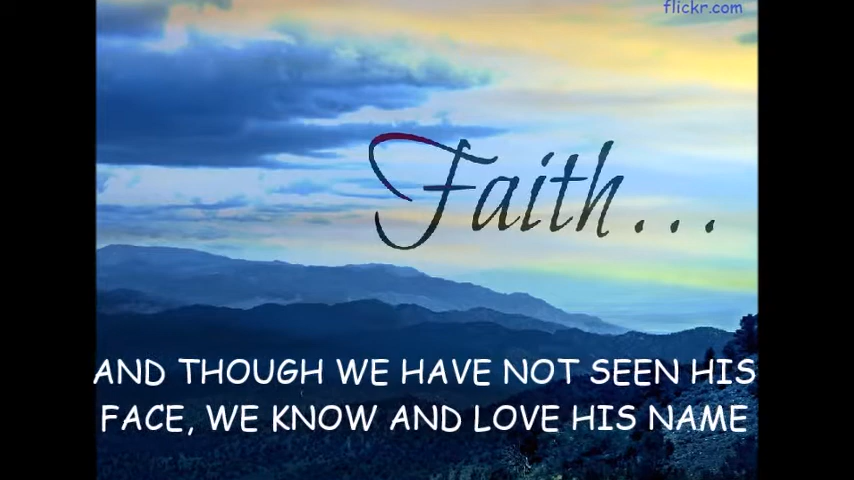 flickr.com
Faith...
AND THOUGH WE HAVE NOT SEEN HIS
FACE, WE KNOW AND LOVE HIS NAME